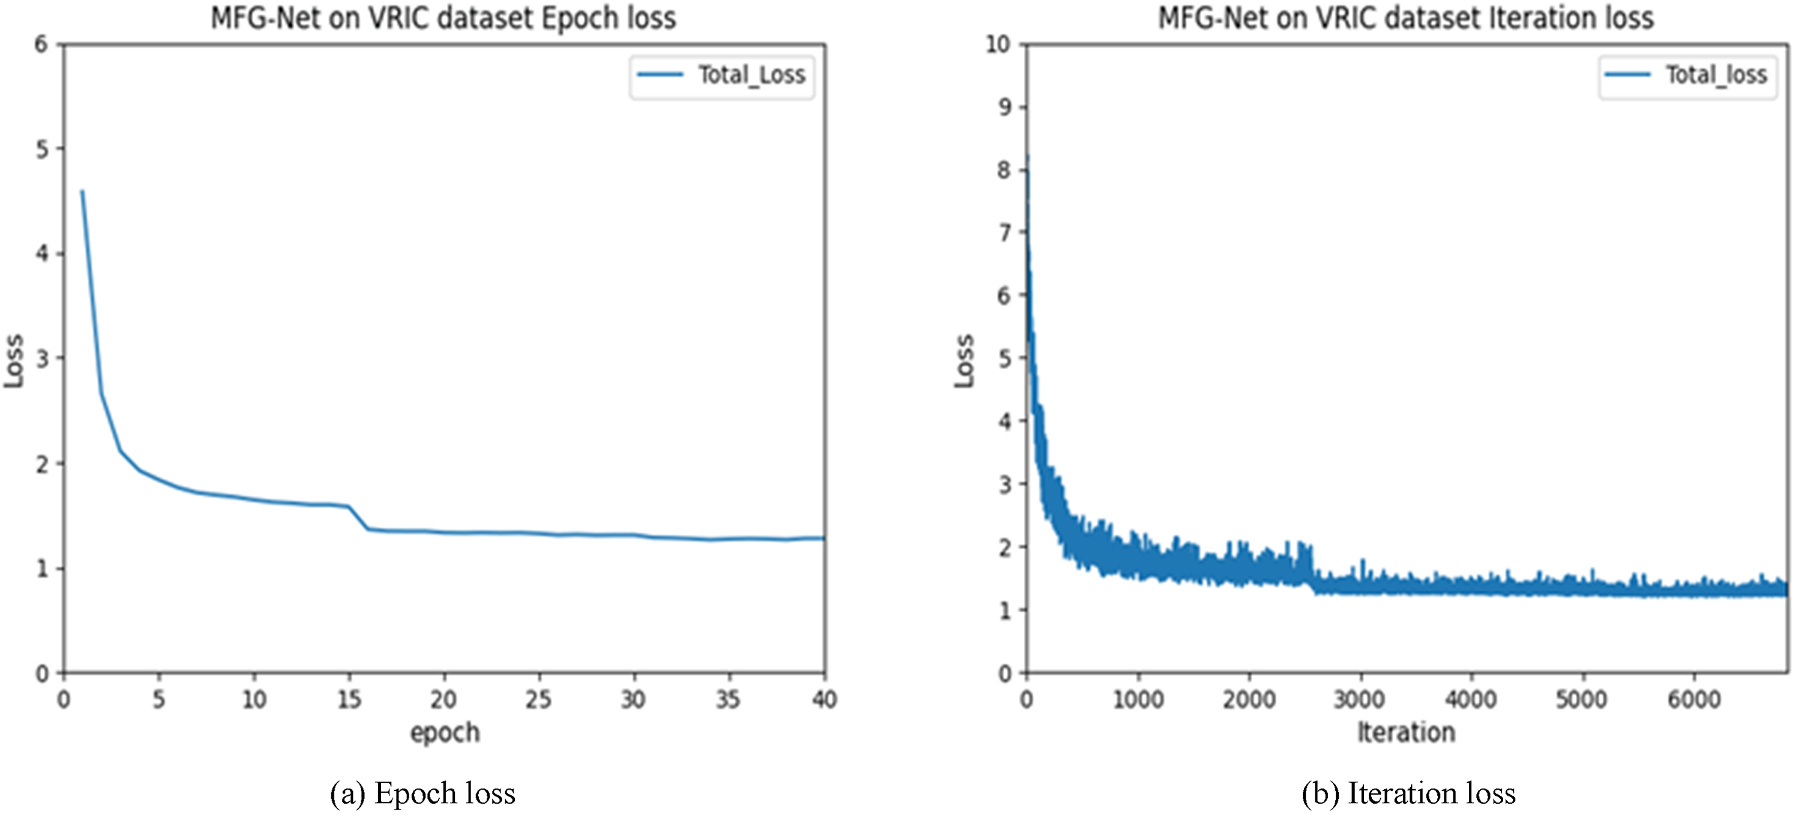 MFG-Net on VRIC dataset Epoch loss
Total_Loss
6
5
4
3
2
1
0
Loss
0 5 10 15 20 25 30 35 40
epoch
(a) Epoch loss
MFG-Net on VRIC dataset Iteration loss
Total_loss
10
9
8
7
6
5
4
3
2
1
0
Loss
0 1000 2000 3000 4000 5000 6000
Iteration
(b) Iteration loss